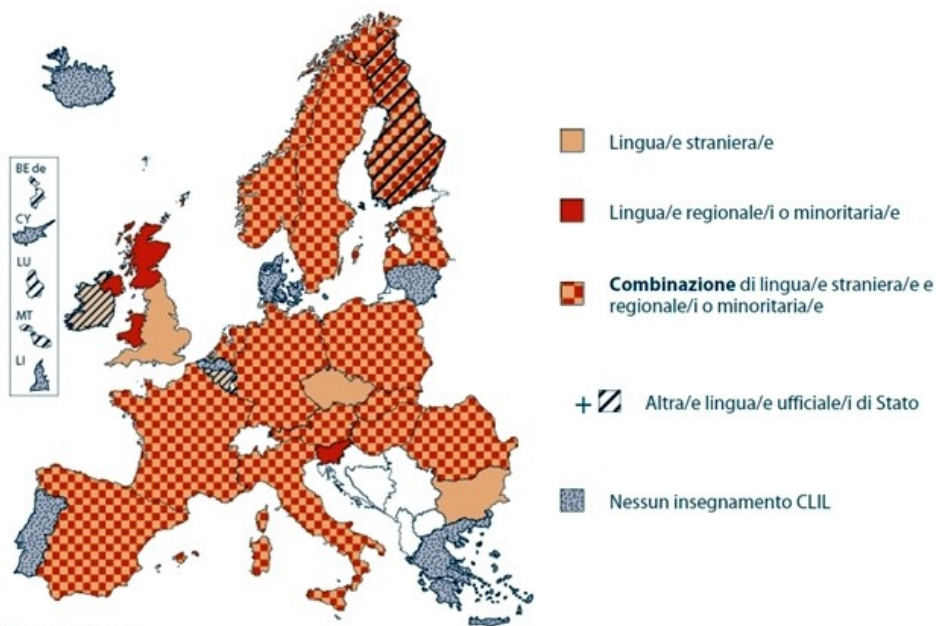 BE de
CY
LU
MT
LI
Lingua/e straniera/e
Lingua/e regionale/i o minoritaria/e
Combinazione di lingua/e straniera/e e
regionale/i o minoritaria/e
+ Altra/e lingua/e ufficiale/i di Stato
Nessun insegnamento CLIL